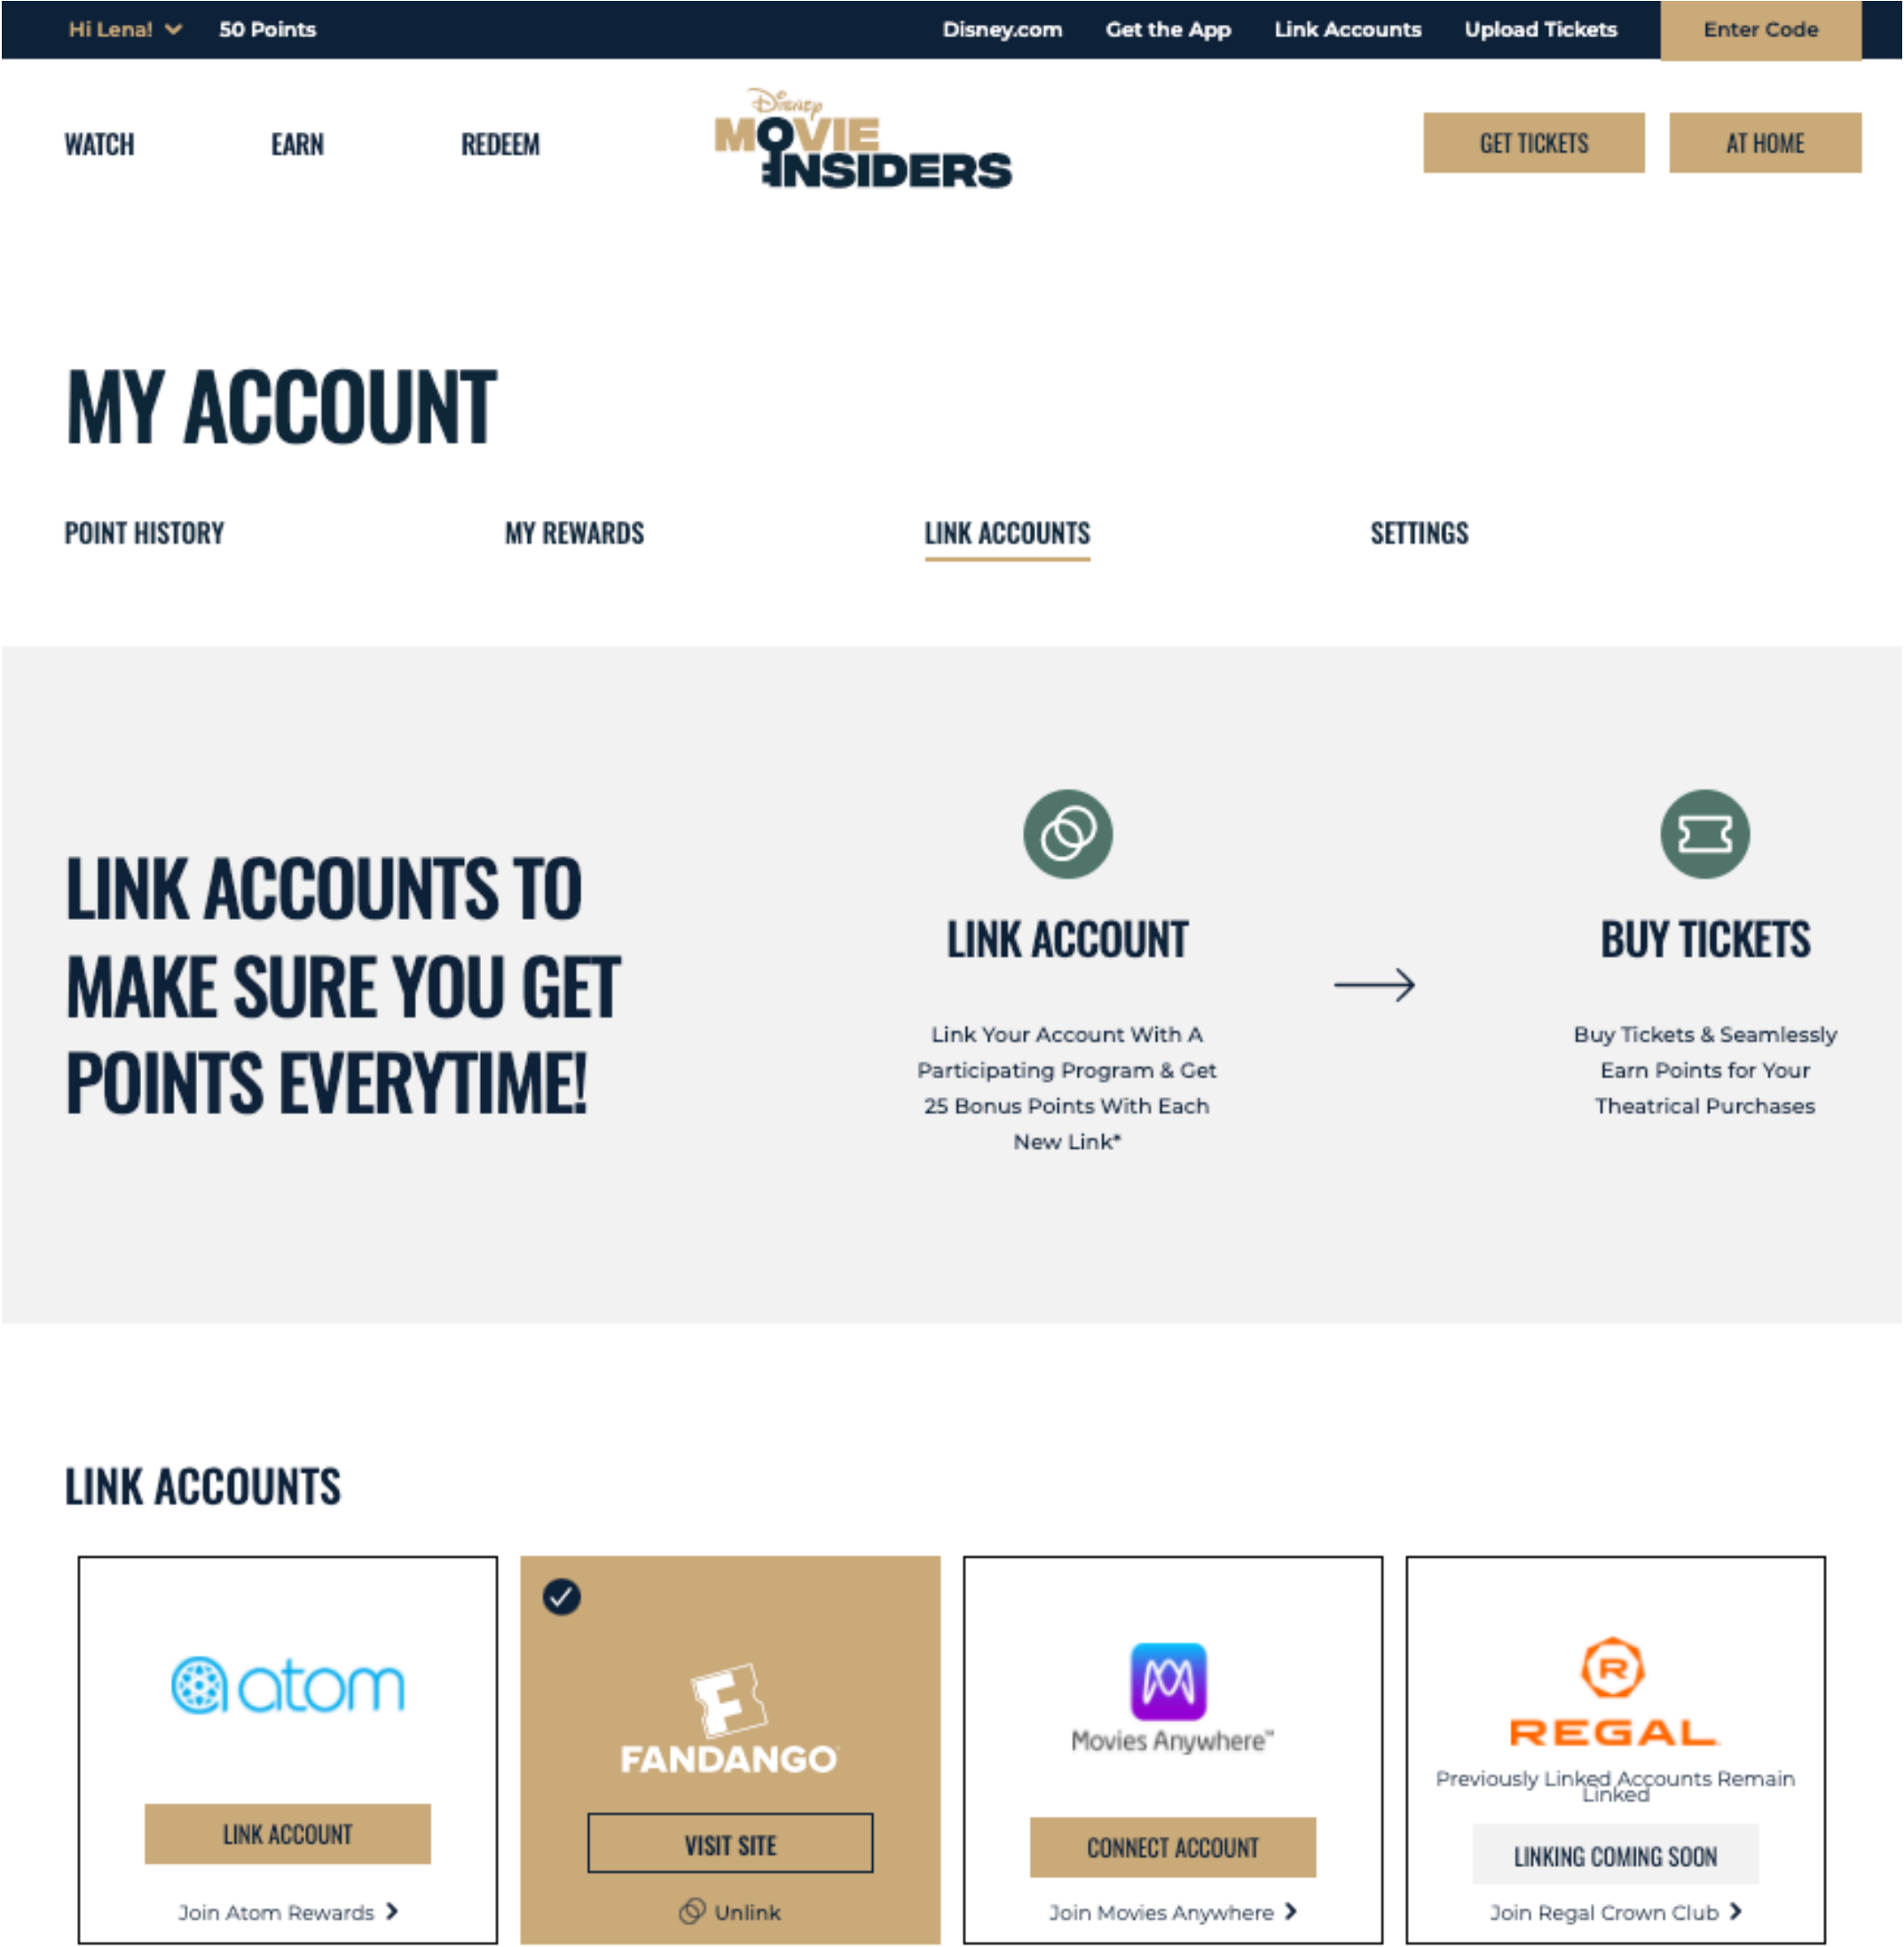 Hi Lena! 50 Points Disney.com Get the App Link Accounts Upload Tickets Enter Code
WATCH EARN REDEEM
Disney
MOVIE
INSIDERS
GET TICKETS AT HOME
MY ACCOUNT
POINT HISTORY MY REWARDS LINK ACCOUNTS SETTINGS
LINK ACCOUNTS TO
MAKE SURE YOU GET
POINTS EVERYTIME!
LINK ACCOUNT
Link Your Account With A
Participating Program & Get
25 Bonus Points With Each
New Link*
BUY TICKETS
Buy Tickets & Seamlessly
Earn Points for Your
Theatrical Purchases
LINK ACCOUNTS
atom
LINK ACCOUNT
Join Atom Rewards
F
FANDANGO
VISIT SITE
Unlink
Movies Anywhere™
CONNECT ACCOUNT
Join Movies Anywhere
R
REGAL
Previously Linked Accounts Remain
Linked
LINKING COMING SOON
Join Regal Crown Club